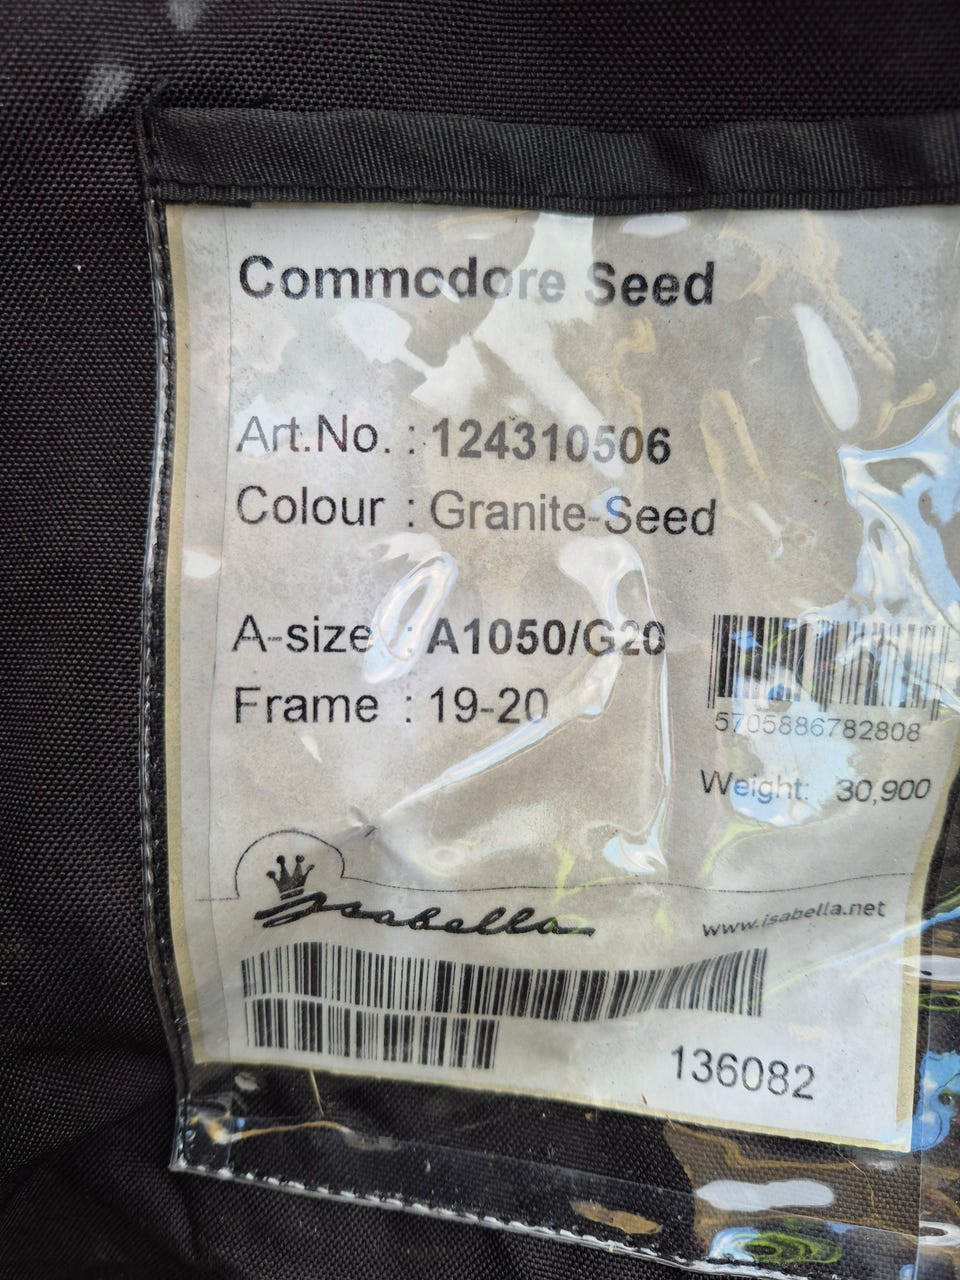 Commodore Seed
Art.No. : 124310506
Colour : Granite-Seed
A-size : A1050/G20
Frame : 19-20
5705886782808
Weight: 30,900
Isabella
www.isabella.net
136082